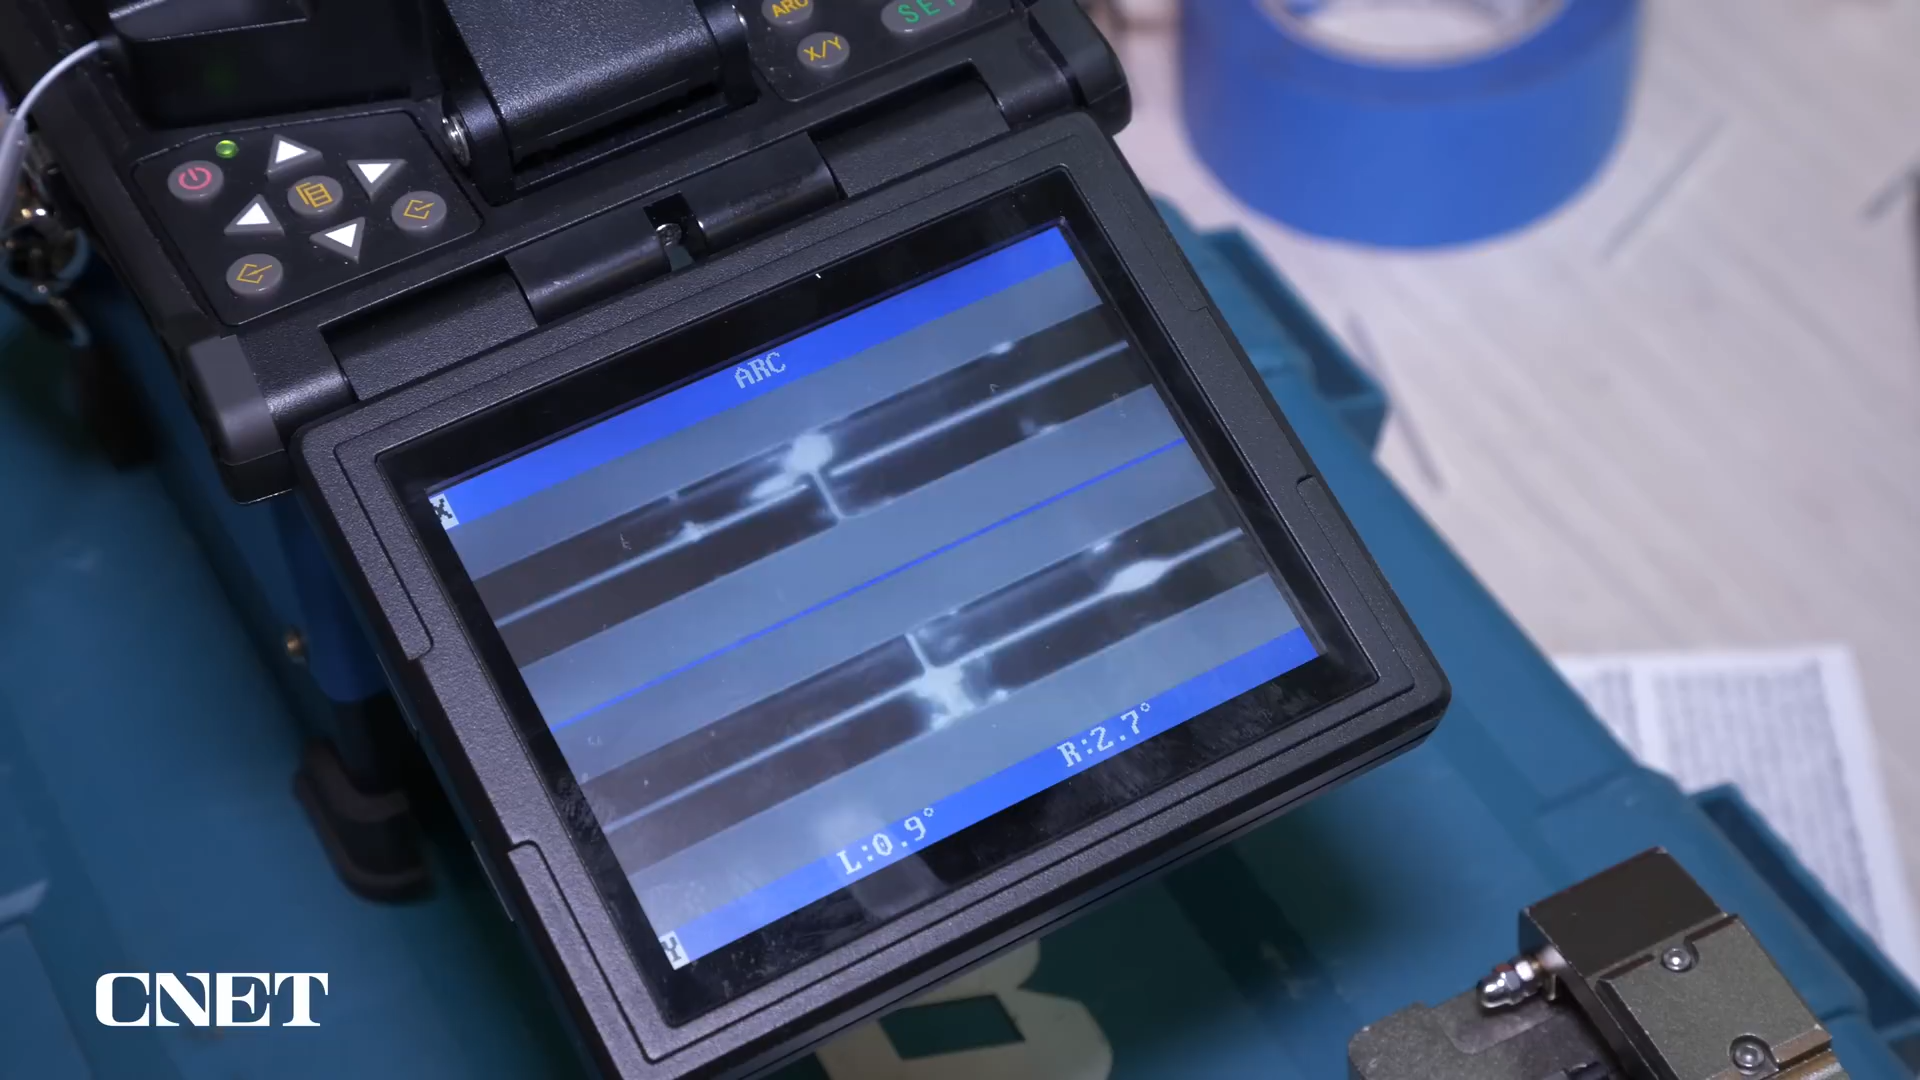 ARC
SET
X/Y
ARC
X
L:0.9°
R:2.7°
Y
CNET